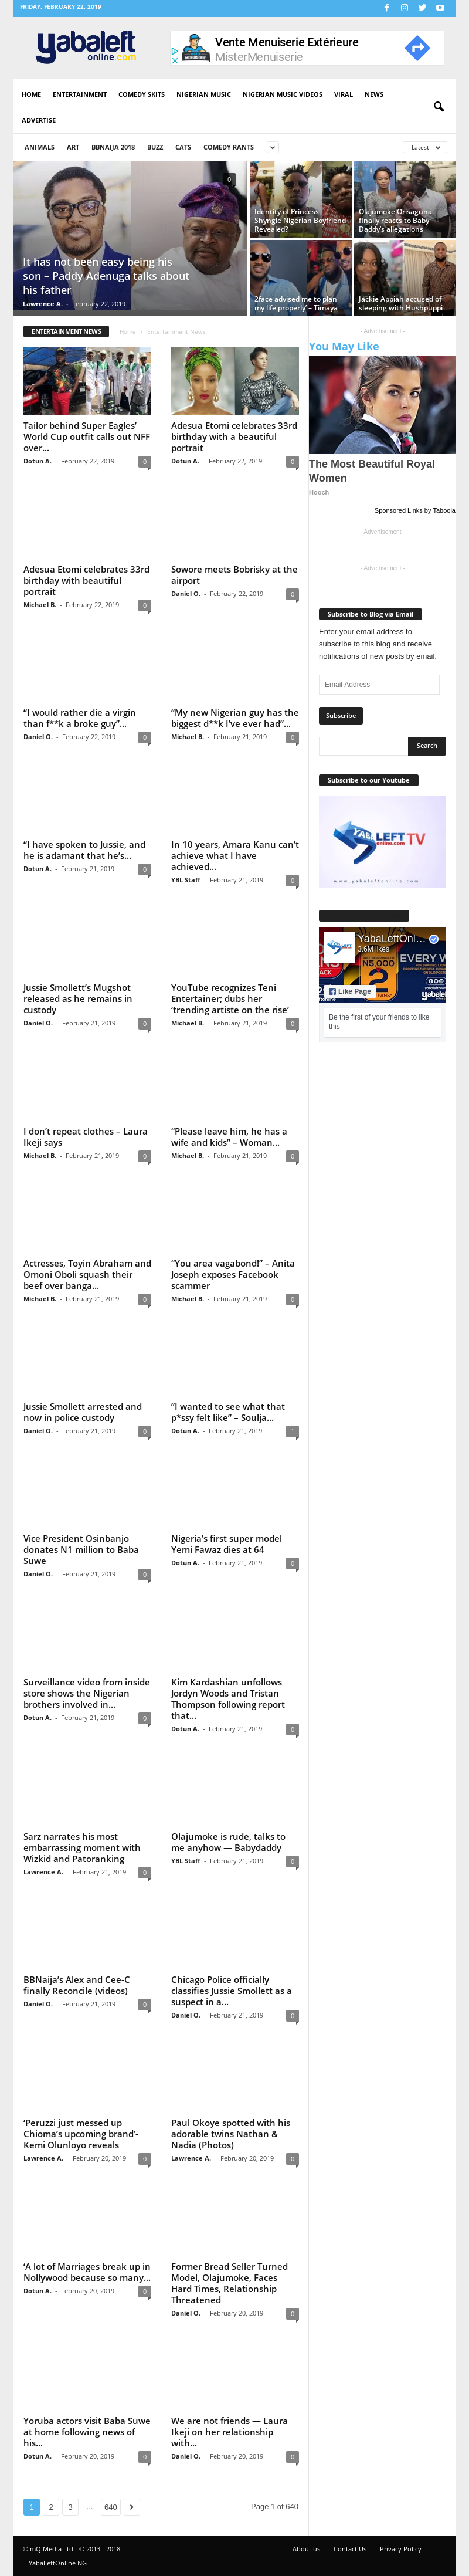 FRIDAY, FEBRUARY 22, 2019
yabaleft
online.com
Vente Menuiserie Extérieure
MisterMenuiserie
HOME ENTERTAINMENT COMEDY SKITS NIGERIAN MUSIC NIGERIAN MUSIC VIDEOS VIRAL NEWS
ADVERTISE
ANIMALS ART BBNAIJA 2018 BUZZ CATS COMEDY RANTS
Latest
0
It has not been easy being his
son – Paddy Adenuga talks about
his father
Lawrence A. - February 22, 2019
Identity of Princess
Shyngle Nigerian Boyfriend
Revealed?
Olajumoke Orisaguna
finally reacts to Baby
Daddy’s allegations
2face advised me to plan
my life properly’ – Timaya
Jackie Appiah accused of
sleeping with Hushpuppi
ENTERTAINMENT NEWS
Home › Entertainment News
Tailor behind Super Eagles’
World Cup outfit calls out NFF
over...
Dotun A. - February 22, 2019 0
Adesua Etomi celebrates 33rd
birthday with a beautiful
portrait
Dotun A. - February 22, 2019 0
Adesua Etomi celebrates 33rd
birthday with beautiful
portrait
Michael B. - February 22, 2019 0
Sowore meets Bobrisky at the
airport
Daniel O. - February 22, 2019 0
“I would rather die a virgin
than f**k a broke guy”...
Daniel O. - February 22, 2019 0
“My new Nigerian guy has the
biggest d**k I’ve ever had”...
Michael B. - February 21, 2019 0
“I have spoken to Jussie, and
he is adamant that he’s...
Dotun A. - February 21, 2019 0
In 10 years, Amara Kanu can’t
achieve what I have
achieved...
YBL Staff - February 21, 2019 0
Jussie Smollett’s Mugshot
released as he remains in
custody
Daniel O. - February 21, 2019 0
YouTube recognizes Teni
Entertainer; dubs her
‘trending artiste on the rise’
Michael B. - February 21, 2019 0
I don’t repeat clothes – Laura
Ikeji says
Michael B. - February 21, 2019 0
“Please leave him, he has a
wife and kids” – Woman...
Michael B. - February 21, 2019 0
Actresses, Toyin Abraham and
Omoni Oboli squash their
beef over banga...
Michael B. - February 21, 2019 0
“You area vagabond!” – Anita
Joseph exposes Facebook
scammer
Michael B. - February 21, 2019 0
Jussie Smollett arrested and
now in police custody
Daniel O. - February 21, 2019 0
”I wanted to see what that
p*ssy felt like” – Soulja...
Dotun A. - February 21, 2019 1
Vice President Osinbanjo
donates N1 million to Baba
Suwe
Daniel O. - February 21, 2019 0
Nigeria’s first super model
Yemi Fawaz dies at 64
Dotun A. - February 21, 2019 0
Surveillance video from inside
store shows the Nigerian
brothers involved in...
Dotun A. - February 21, 2019 0
Kim Kardashian unfollows
Jordyn Woods and Tristan
Thompson following report
that...
Dotun A. - February 21, 2019 0
Sarz narrates his most
embarrassing moment with
Wizkid and Patoranking
Lawrence A. - February 21, 2019 0
Olajumoke is rude, talks to
me anyhow — Babydaddy
YBL Staff - February 21, 2019 0
BBNaija’s Alex and Cee-C
finally Reconcile (videos)
Daniel O. - February 21, 2019 0
Chicago Police officially
classifies Jussie Smollett as a
suspect in a...
Daniel O. - February 21, 2019 0
‘Peruzzi just messed up
Chioma’s upcoming brand’-
Kemi Olunloyo reveals
Lawrence A. - February 20, 2019 0
Paul Okoye spotted with his
adorable twins Nathan &
Nadia (Photos)
Lawrence A. - February 20, 2019 0
‘A lot of Marriages break up in
Nollywood because so many...
Dotun A. - February 20, 2019 0
Former Bread Seller Turned
Model, Olajumoke, Faces
Hard Times, Relationship
Threatened
Daniel O. - February 20, 2019 0
Yoruba actors visit Baba Suwe
at home following news of
his...
Dotun A. - February 20, 2019 0
We are not friends — Laura
Ikeji on her relationship
with...
Daniel O. - February 20, 2019 0
1 2 3 ... 640
Page 1 of 640
- Advertisement -
You May Like
The Most Beautiful Royal
Women
Hooch
Sponsored Links by Taboola
Advertisement
- Advertisement -
Subscribe to Blog via Email
Enter your email address to
subscribe to this blog and receive
notifications of new posts by email.
Email Address
Subscribe
Search
Subscribe to our Youtube
YABALEFT TV
www.yabaleftonline.com
YabaLeftOnl...
3.6M likes
Like Page
Be the first of your friends to like
this
© mQ Media Ltd - © 2013 - 2018
About us Contact Us Privacy Policy
YabaLeftOnline NG